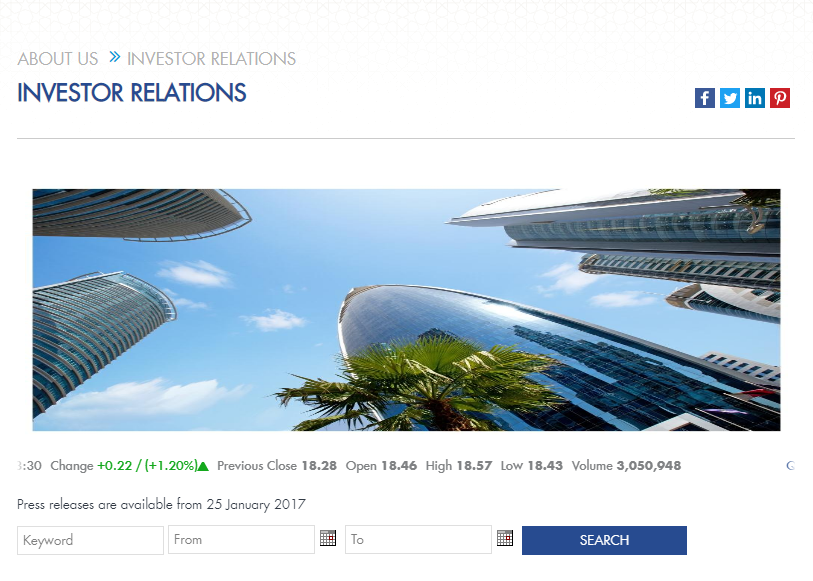 ABOUT US » INVESTOR RELATIONS
INVESTOR RELATIONS
:30 Change +0.22 / (+1.20%)▲ Previous Close 18.28 Open 18.46 High 18.57 Low 18.43 Volume 3,050,948
Press releases are available from 25 January 2017
Keyword From To SEARCH